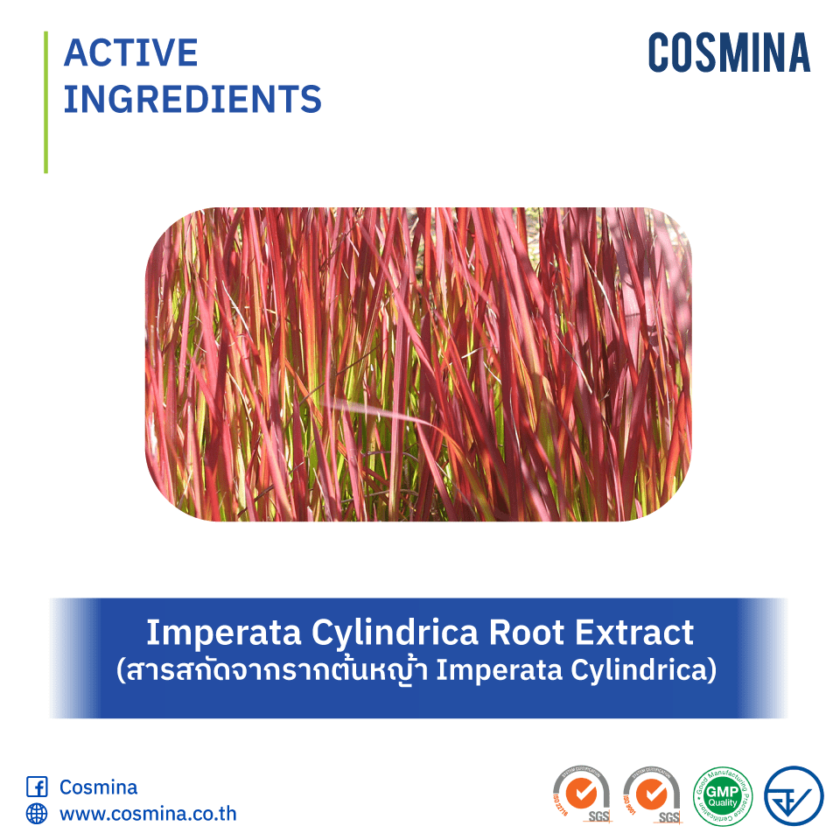 ACTIVE
INGREDIENTS
COSMINA
Imperata Cylindrica Root Extract
(สารสกัดจากรากต้นหญ้า Imperata Cylindrica)
Cosmina
www.cosmina.co.th
SGS
SGS
Good Manufacturing Practice Certification
GMP
Quality